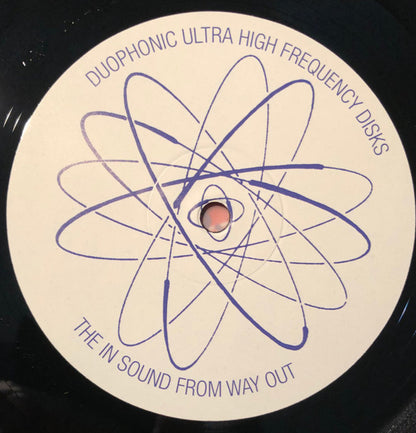 DUOPHONIC ULTRA HIGH FREQUENCY DISKS
THE IN SOUND FROM WAY OUT